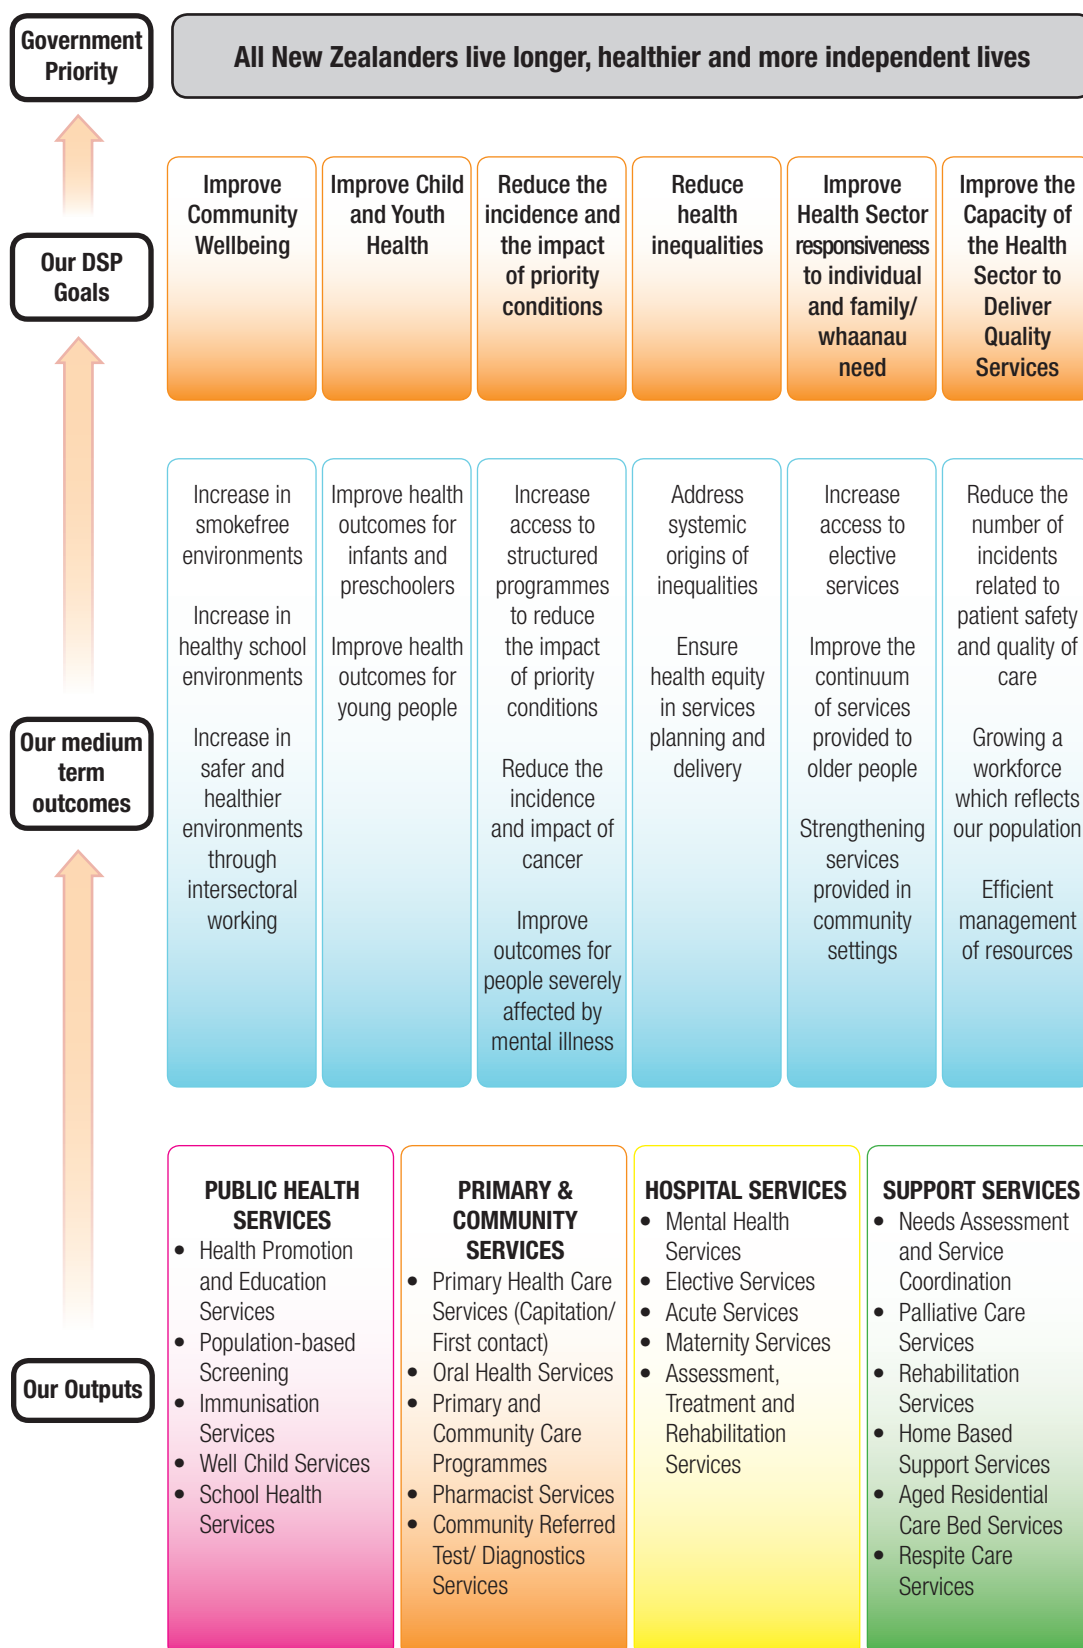 Government
Priority
All New Zealanders live longer, healthier and more independent lives
Our DSP
Goals
Improve
Community
Wellbeing
Improve Child
and Youth
Health
Reduce the
incidence and
the impact
of priority
conditions
Reduce
health
inequalities
Improve
Health Sector
responsiveness
to individual
and family/
whaanau
need
Improve the
Capacity of
the Health
Sector to
Deliver
Quality
Services
Our medium
term
outcomes
Increase in
smokefree
environments
Increase in
healthy school
environments
Increase in
safer and
healthier
environments
through
intersectoral
working
Improve health
outcomes for
infants and
preschoolers
Improve health
outcomes for
young people
Increase
access to
structured
programmes
to reduce
the impact
of priority
conditions
Reduce the
incidence
and impact of
cancer
Improve
outcomes for
people severely
affected by
mental illness
Address
systemic
origins of
inequalities
Ensure
health equity
in services
planning and
delivery
Increase
access to
elective
services
Improve the
continuum
of services
provided to
older people
Strengthening
services
provided in
community
settings
Reduce the
number of
incidents
related to
patient safety
and quality of
care
Growing a
workforce
which reflects
our population
Efficient
management
of resources
Our Outputs
PUBLIC HEALTH
SERVICES
• Health Promotion
and Education
Services
• Population-based
Screening
• Immunisation
Services
• Well Child Services
• School Health
Services
PRIMARY &
COMMUNITY
SERVICES
• Primary Health Care
Services (Capitation/
First contact)
• Oral Health Services
• Primary and
Community Care
Programmes
• Pharmacist Services
• Community Referred
Test/ Diagnostics
Services
HOSPITAL SERVICES
• Mental Health
Services
• Elective Services
• Acute Services
• Maternity Services
• Assessment,
Treatment and
Rehabilitation
Services
SUPPORT SERVICES
• Needs Assessment
and Service
Coordination
• Palliative Care
Services
• Rehabilitation
Services
• Home Based
Support Services
• Aged Residential
Care Bed Services
• Respite Care
Services